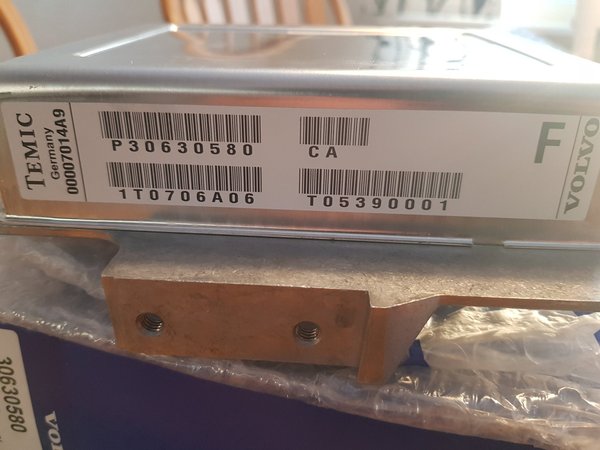 TEMIC
Germany
00007014A9
P30630580
CA
F
VOLVO
1T0706A06
T05390001
30630580